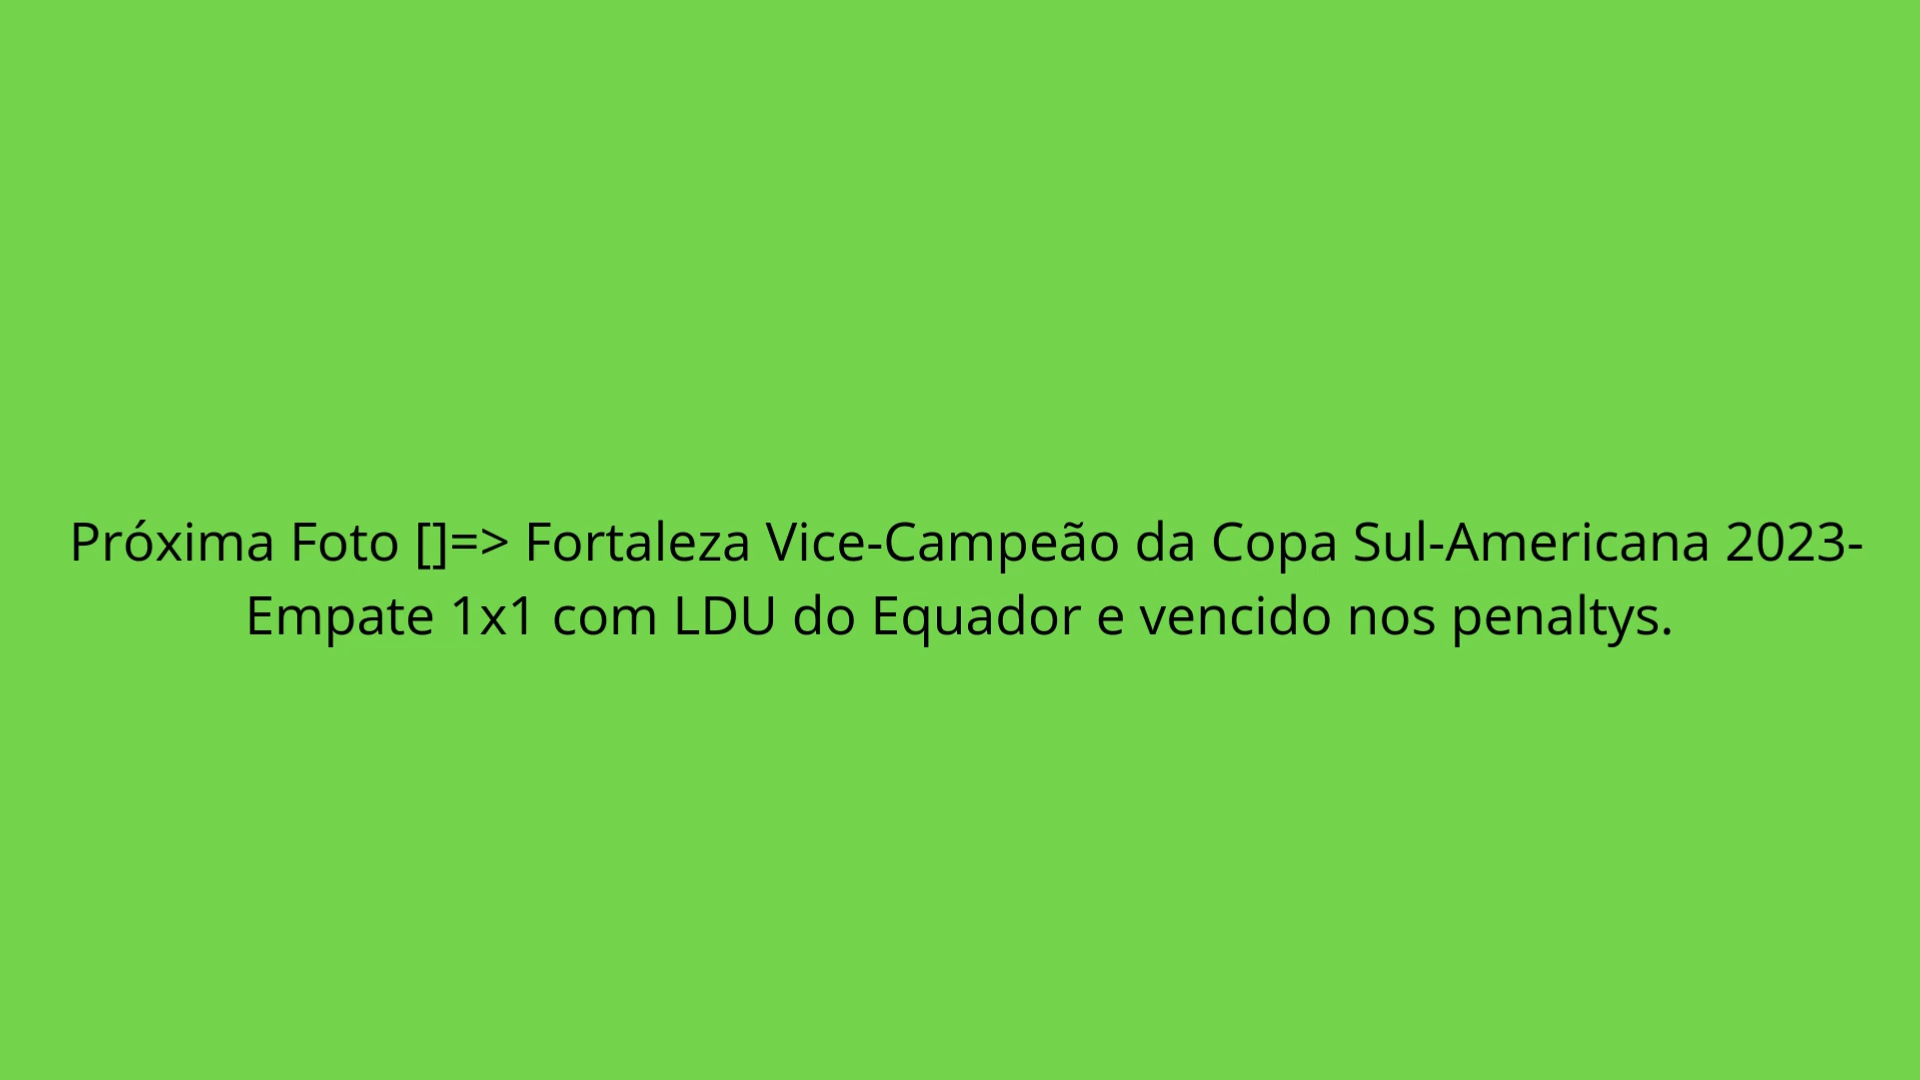 Próxima Foto []=> Fortaleza Vice-Campeão da Copa Sul-Americana 2023-
Empate 1x1 com LDU do Equador e vencido nos penaltys.